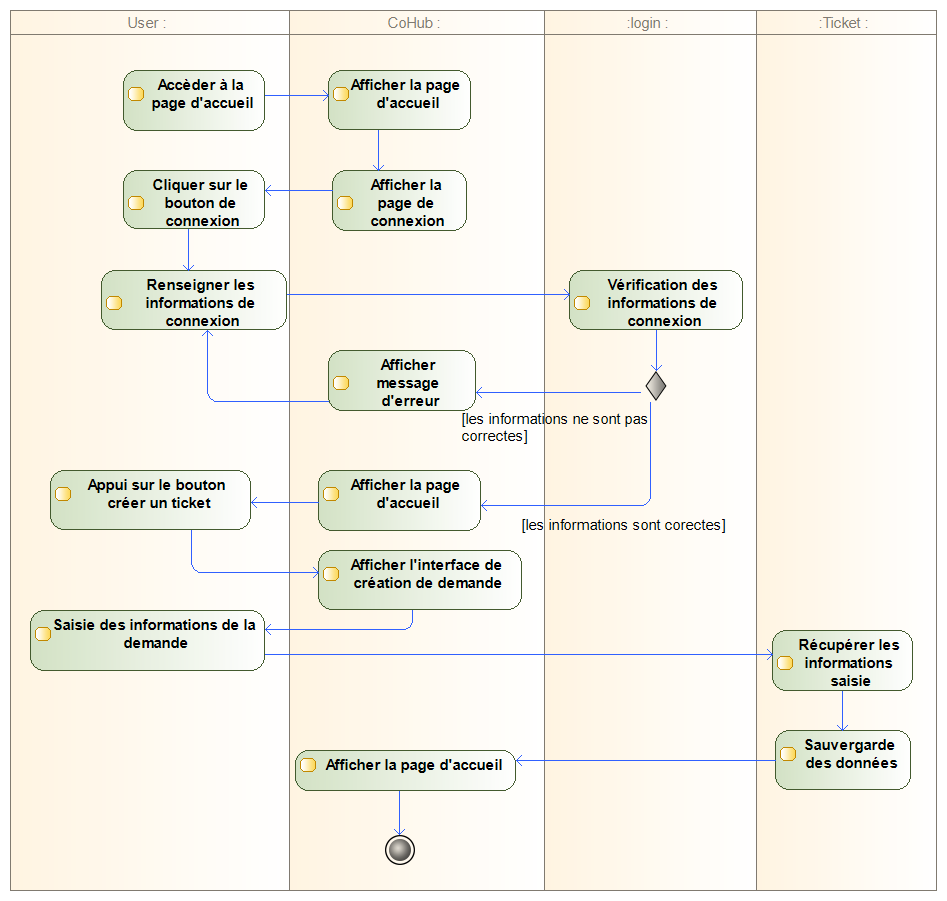 User :
CoHub :
:login :
:Ticket :
Accèder à la
page d'accueil
Afficher la page
d'accueil
Cliquer sur le
bouton de
connexion
Afficher la
page de
connexion
Renseigner les
informations de
connexion
Vérification des
informations de
connexion
Afficher
message
d'erreur
[les informations ne sont pas
correctes]
Appui sur le bouton
créer un ticket
Afficher la page
d'accueil
[les informations sont corectes]
Afficher l'interface de
création de demande
Saisie des informations de la
demande
Récupérer les
informations
saisie
Sauvergarde
des données
Afficher la page d'accueil